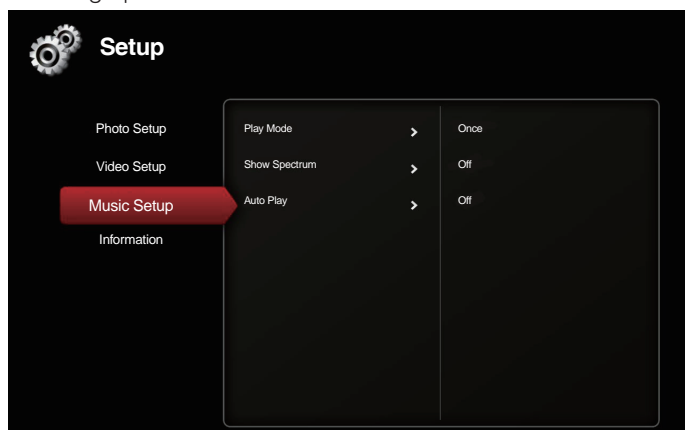 Setup
Photo Setup
Video Setup
Music Setup
Information
Play Mode > Once
Show Spectrum > Off
Auto Play > Off